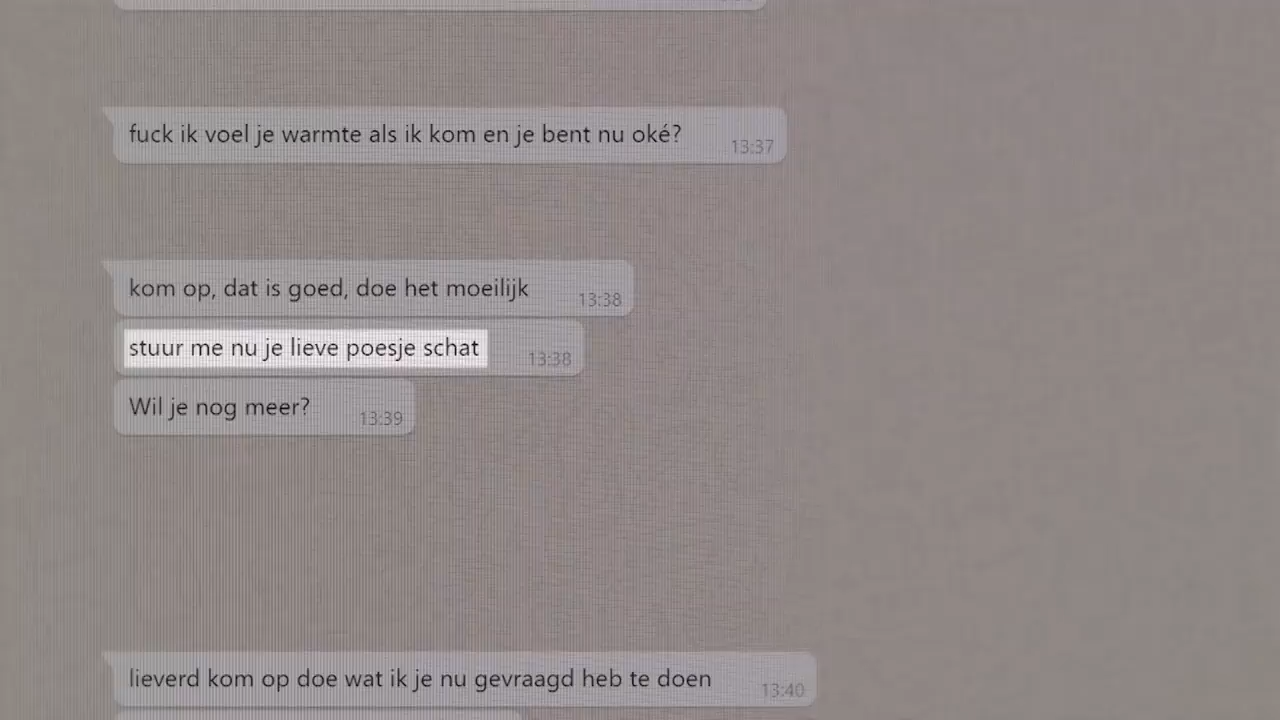 fuck ik voel je warmte als ik kom en je bent nu oké?
13:37
kom op, dat is goed, doe het moeilijk
13:38
stuur me nu je lieve poesje schat
13:38
Wil je nog meer?
13:39
lieverd kom op doe wat ik je nu gevraagd heb te doen
13:40